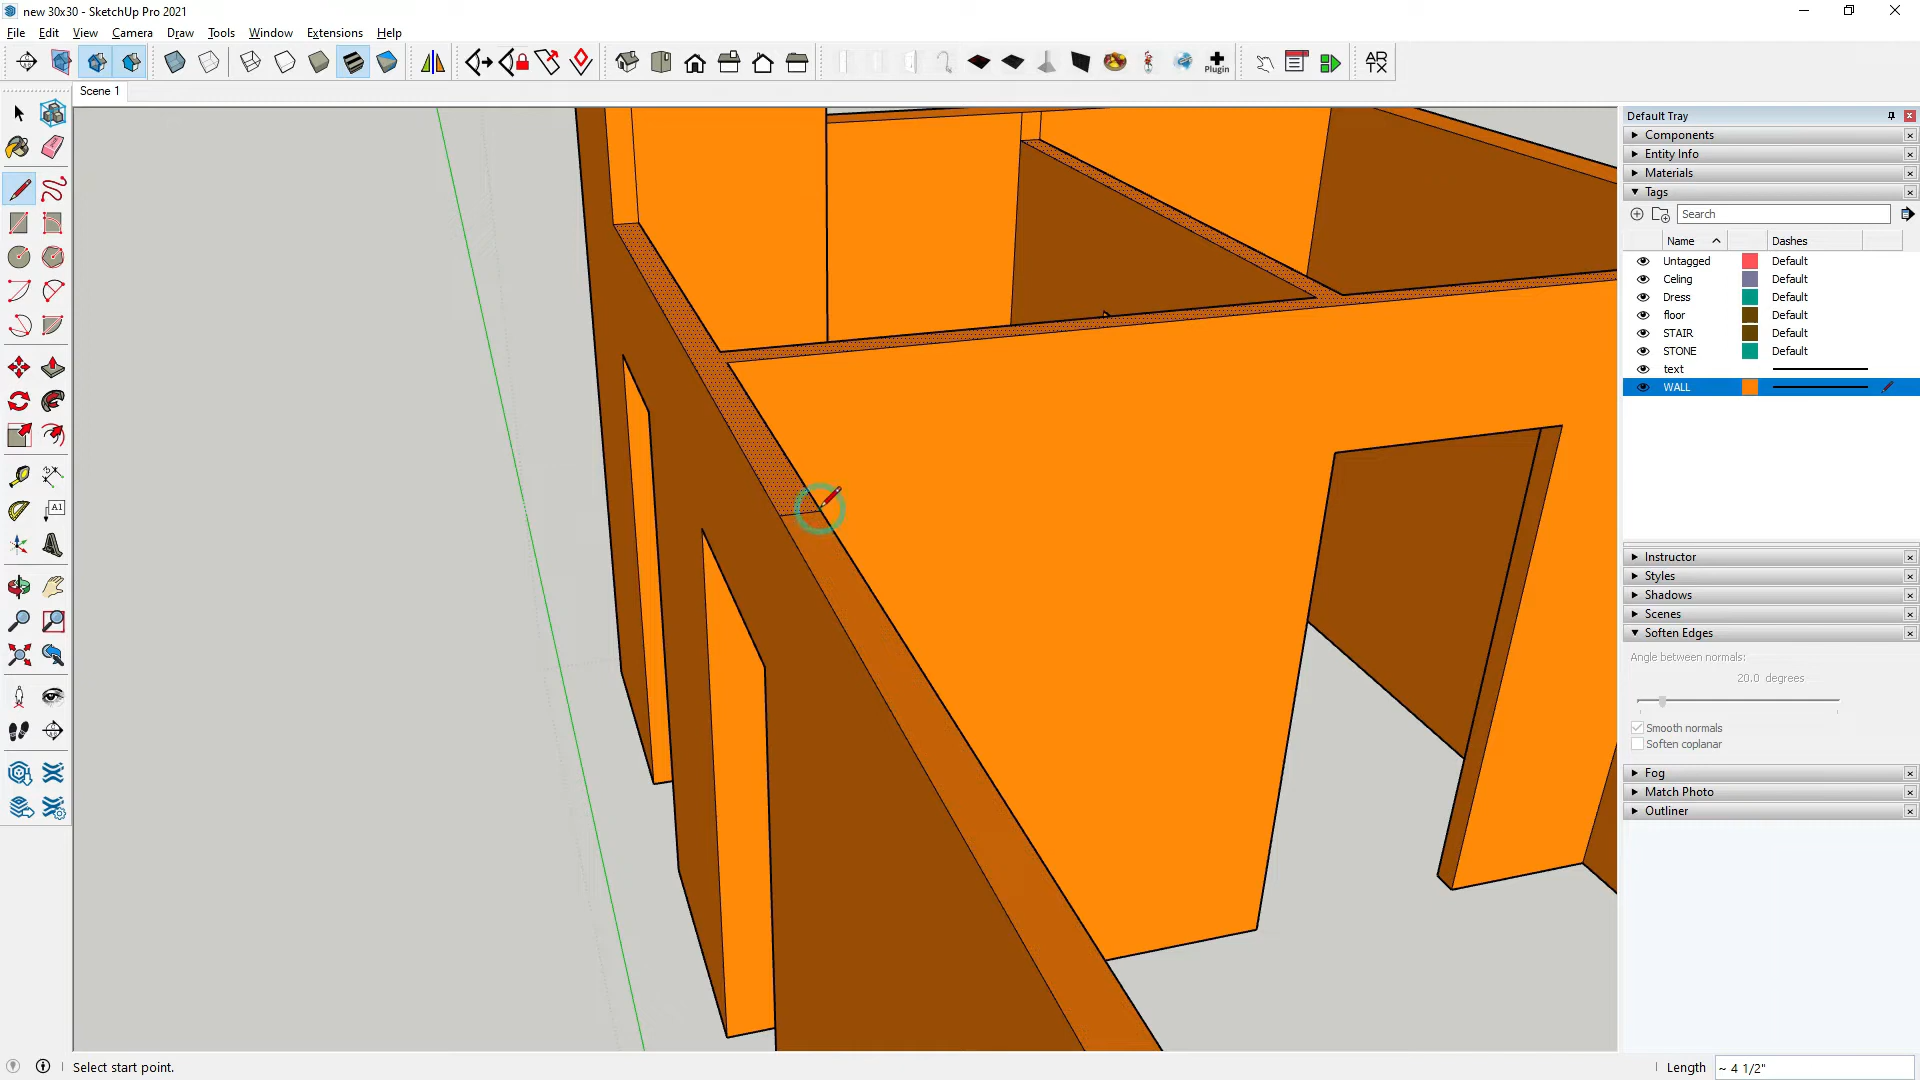 new 30x30 - SketchUp Pro 2021
File Edit View Camera Draw Tools Window Extensions Help
Plugin
AR
TX
Scene 1
A1
Default Tray
Components
Entity Info
Materials
Tags
Search
Name Dashes
Untagged Default
Celing Default
Dress Default
floor Default
STAIR Default
STONE Default
text
WALL
Instructor
Styles
Shadows
Scenes
Soften Edges
Angle between normals:
20.0 degrees
Smooth normals
Soften coplanar
Fog
Match Photo
Outliner
Select start point.
Length ~ 4 1/2"